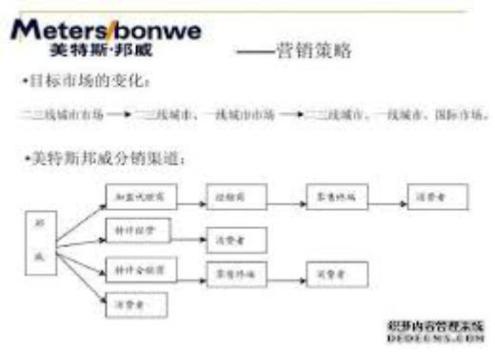 Meters/bonwe
美特斯·邦威
——营销策略
•目标市场的变化：
二三线城市市场 二三线城市、一线城市市场 二三线城市、一线城市、国际市场。
•美特斯邦威分销渠道：
加盟代理商 经销商 零售终端 消费者
邦威
特许经营 消费者
特许分销商 零售终端 消费者
消费者
织梦内容管理系统
DEDECMS.COM